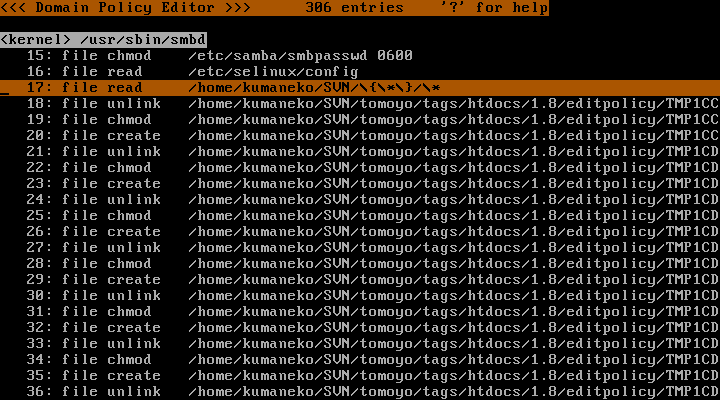 <<< Domain Policy Editor >>>      306 entries    '?' for help
<kernel> /usr/sbin/smbd
15: file chmod    /etc/samba/smbpasswd 0600
16: file read     /etc/selinux/config
17: file read     /home/kumaneko/SVN/\{\*\}/\*
18: file unlink   /home/kumaneko/SVN/tomoyo/tags/htdocs/1.8/editpolicy/TMP1CC
19: file chmod    /home/kumaneko/SVN/tomoyo/tags/htdocs/1.8/editpolicy/TMP1CC
20: file create   /home/kumaneko/SVN/tomoyo/tags/htdocs/1.8/editpolicy/TMP1CC
21: file unlink   /home/kumaneko/SVN/tomoyo/tags/htdocs/1.8/editpolicy/TMP1CD
22: file chmod    /home/kumaneko/SVN/tomoyo/tags/htdocs/1.8/editpolicy/TMP1CD
23: file create   /home/kumaneko/SVN/tomoyo/tags/htdocs/1.8/editpolicy/TMP1CD
24: file unlink   /home/kumaneko/SVN/tomoyo/tags/htdocs/1.8/editpolicy/TMP1CD
25: file chmod    /home/kumaneko/SVN/tomoyo/tags/htdocs/1.8/editpolicy/TMP1CD
26: file create   /home/kumaneko/SVN/tomoyo/tags/htdocs/1.8/editpolicy/TMP1CD
27: file unlink   /home/kumaneko/SVN/tomoyo/tags/htdocs/1.8/editpolicy/TMP1CD
28: file chmod    /home/kumaneko/SVN/tomoyo/tags/htdocs/1.8/editpolicy/TMP1CD
29: file create   /home/kumaneko/SVN/tomoyo/tags/htdocs/1.8/editpolicy/TMP1CD
30: file unlink   /home/kumaneko/SVN/tomoyo/tags/htdocs/1.8/editpolicy/TMP1CD
31: file chmod    /home/kumaneko/SVN/tomoyo/tags/htdocs/1.8/editpolicy/TMP1CD
32: file create   /home/kumaneko/SVN/tomoyo/tags/htdocs/1.8/editpolicy/TMP1CD
33: file unlink   /home/kumaneko/SVN/tomoyo/tags/htdocs/1.8/editpolicy/TMP1CD
34: file chmod    /home/kumaneko/SVN/tomoyo/tags/htdocs/1.8/editpolicy/TMP1CD
35: file create   /home/kumaneko/SVN/tomoyo/tags/htdocs/1.8/editpolicy/TMP1CD
36: file unlink   /home/kumaneko/SVN/tomoyo/tags/htdocs/1.8/editpolicy/TMP1CD